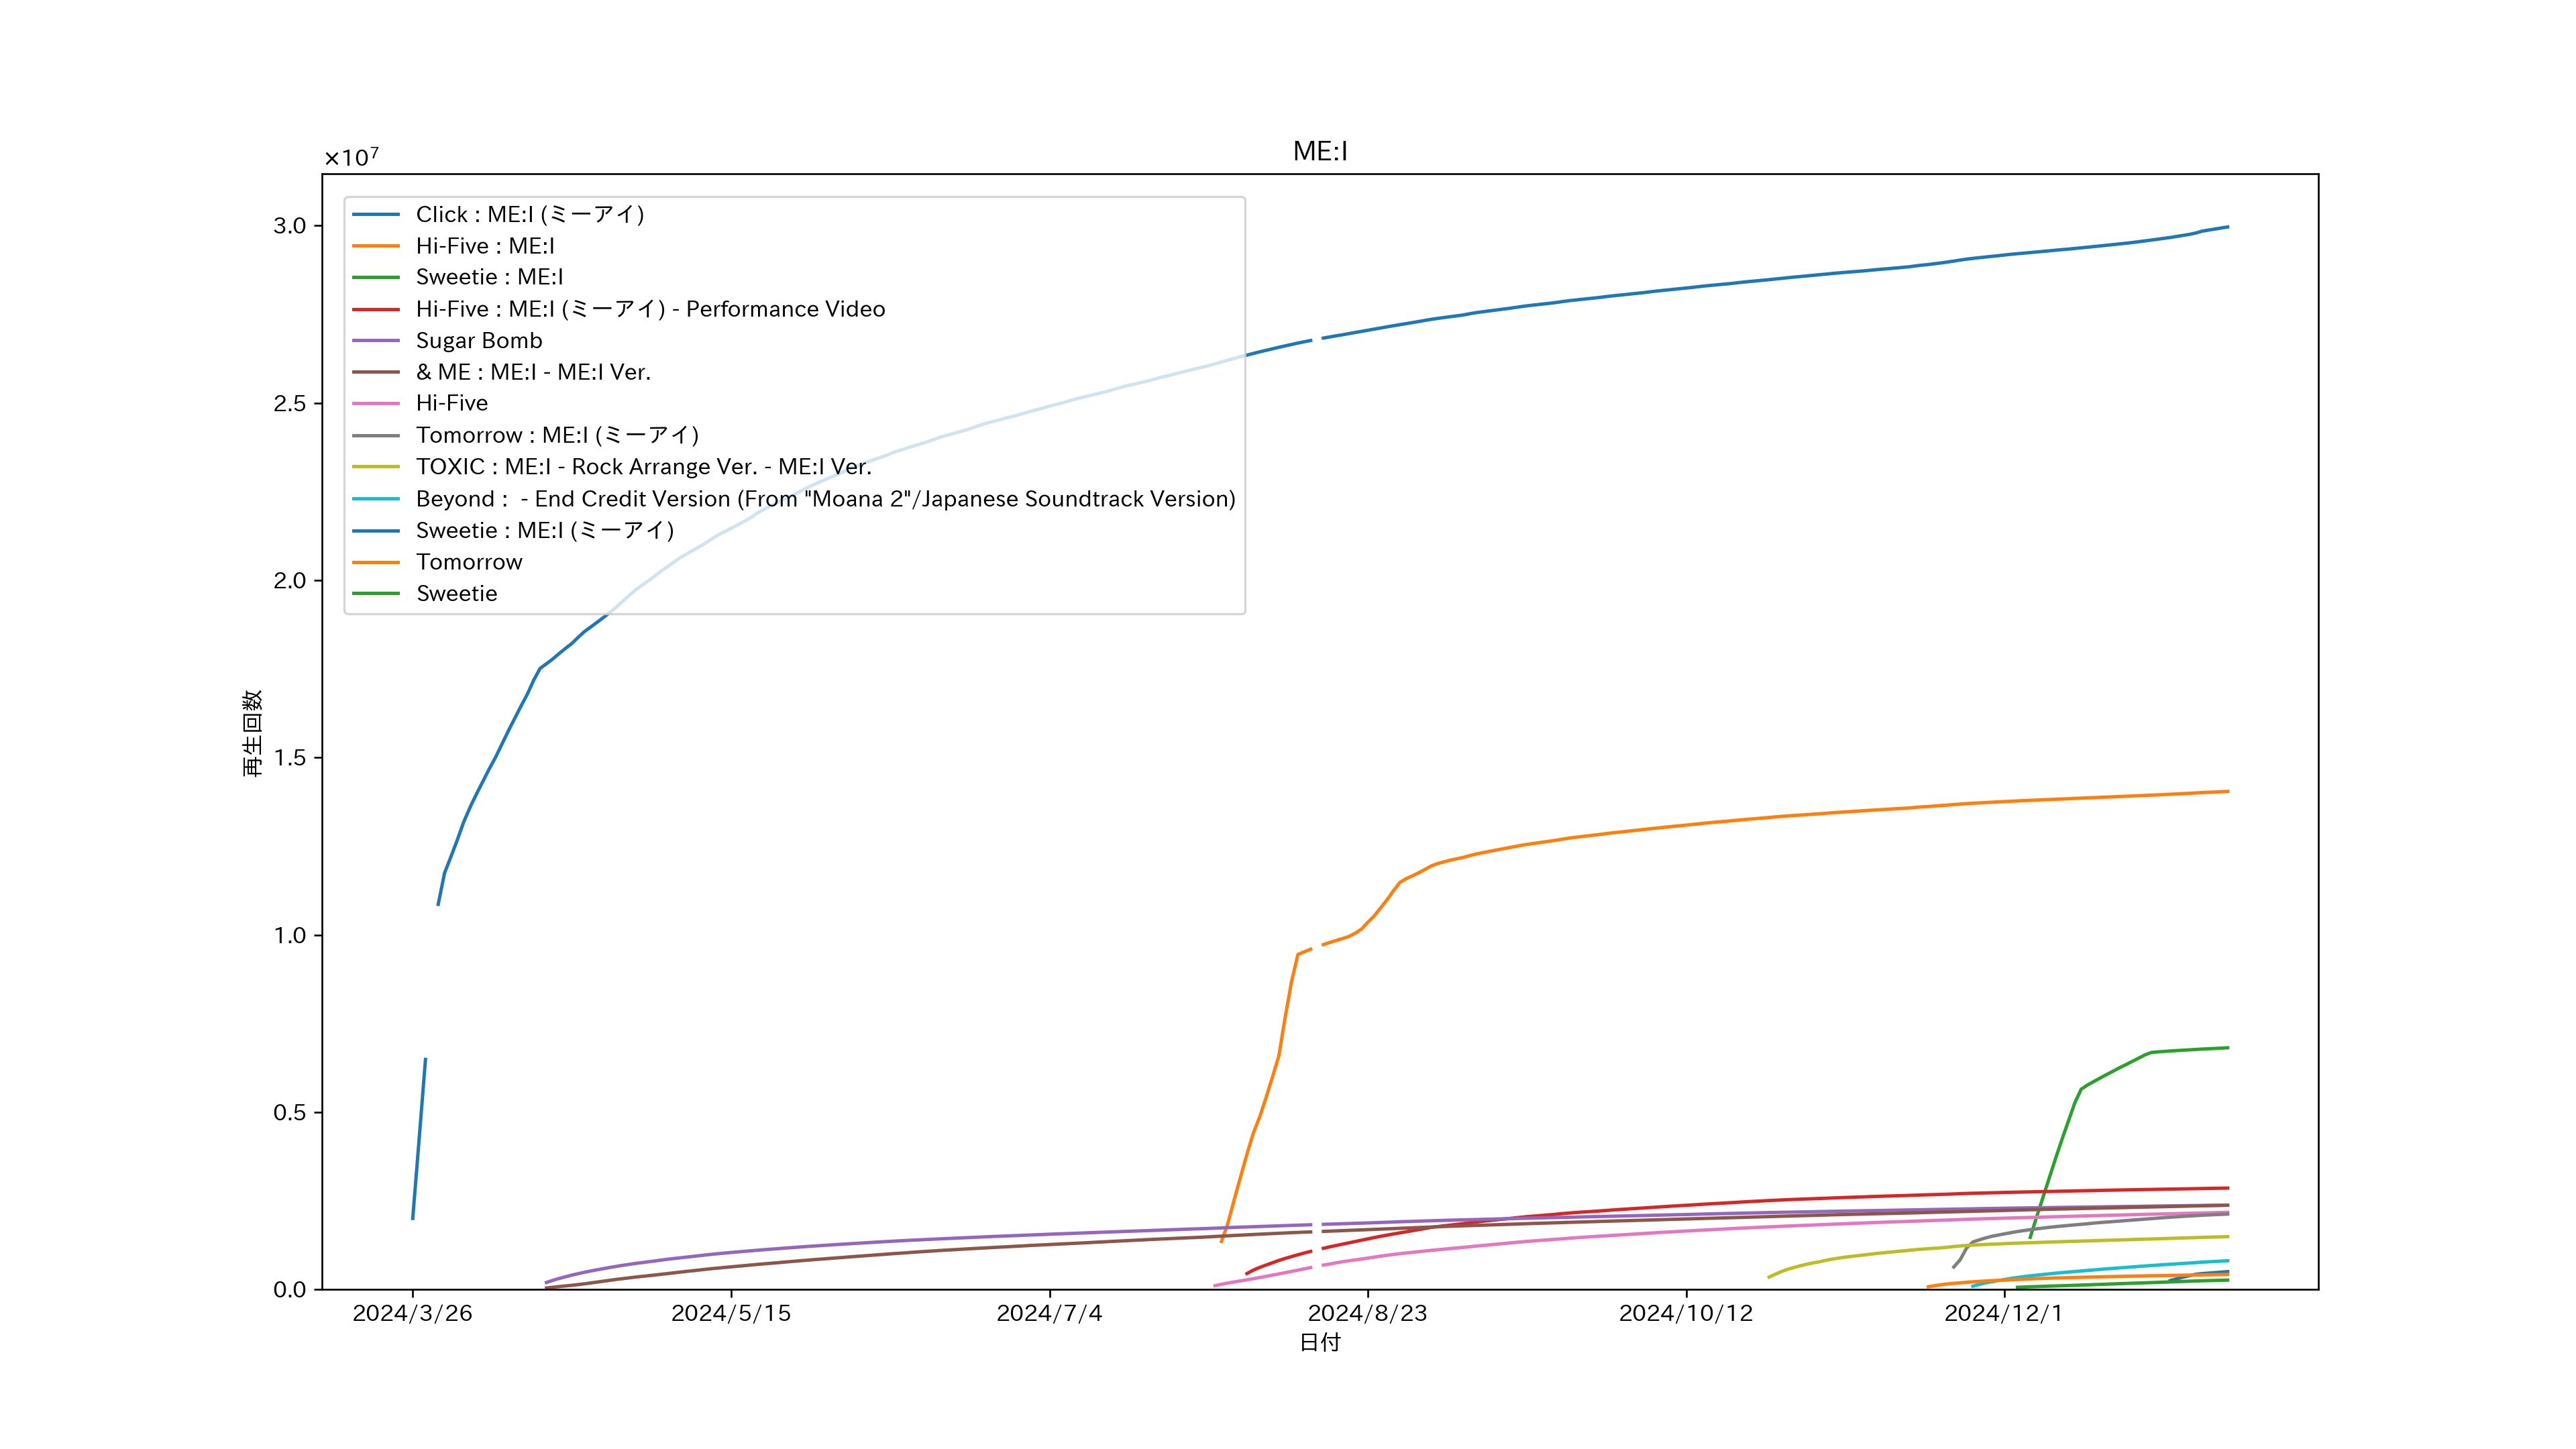 ME:I
×10⁷
Click : ME:I (ミーアイ)
Hi-Five : ME:I
Sweetie : ME:I
Hi-Five : ME:I (ミーアイ) - Performance Video
Sugar Bomb
& ME : ME:I - ME:I Ver.
Hi-Five
Tomorrow : ME:I (ミーアイ)
TOXIC : ME:I - Rock Arrange Ver. - ME:I Ver.
Beyond :  - End Credit Version (From "Moana 2"/Japanese Soundtrack Version)
Sweetie : ME:I (ミーアイ)
Tomorrow
Sweetie
3.0
2.5
2.0
1.5
1.0
0.5
0.0
再生回数
2024/3/26 2024/5/15 2024/7/4 2024/8/23 2024/10/12 2024/12/1
日付